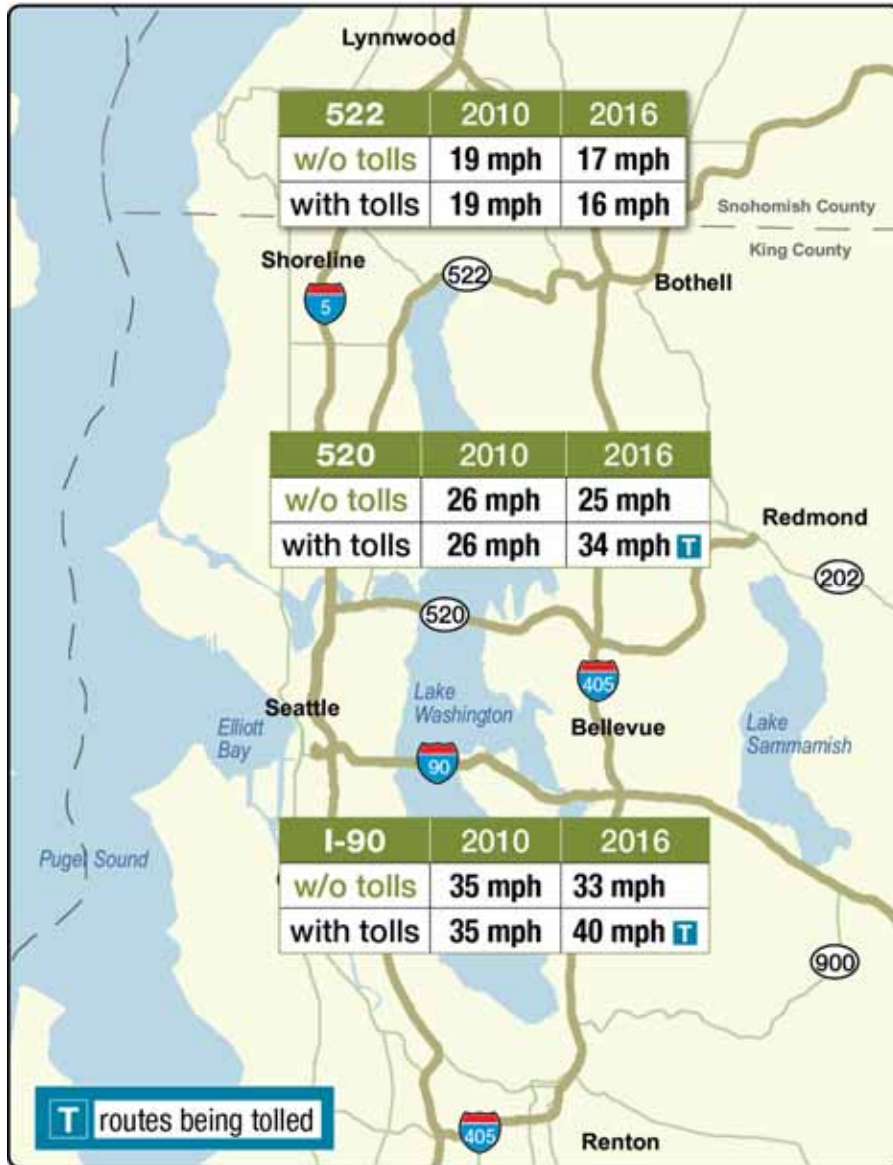 Lynnwood
522 2010 2016
w/o tolls 19 mph 17 mph
with tolls 19 mph 16 mph
Snohomish County
King County
Shoreline
522
Bothell
5
520 2010 2016
w/o tolls 26 mph 25 mph
with tolls 26 mph 34 mph T
Redmond
202
520
405
Seattle
Elliott
Bay
Lake
Washington
Bellevue
Lake
Sammamish
90
I-90 2010 2016
w/o tolls 35 mph 33 mph
with tolls 35 mph 40 mph T
Puget Sound
900
T routes being tolled
405
Renton